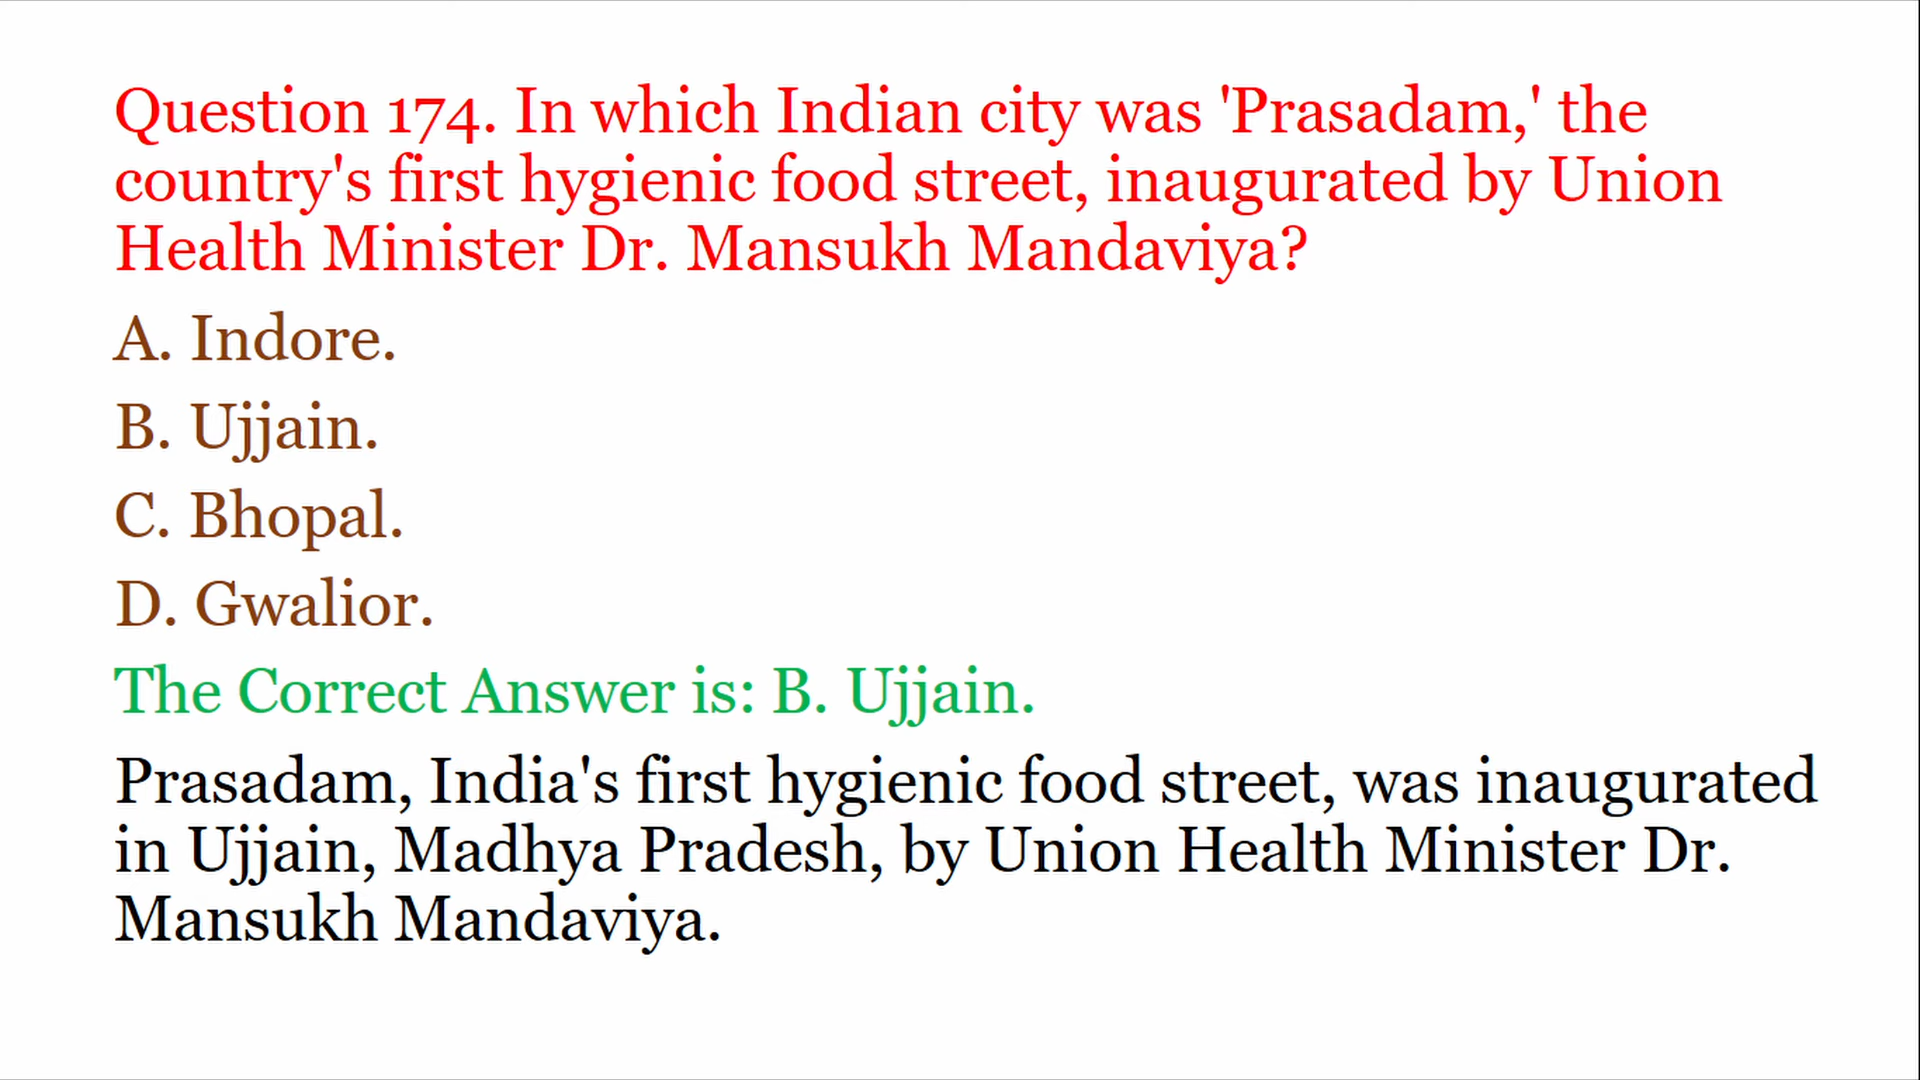 Question 174. In which Indian city was 'Prasadam,' the
country's first hygienic food street, inaugurated by Union
Health Minister Dr. Mansukh Mandaviya?
A. Indore.
B. Ujjain.
C. Bhopal.
D. Gwalior.
The Correct Answer is: B. Ujjain.
Prasadam, India's first hygienic food street, was inaugurated
in Ujjain, Madhya Pradesh, by Union Health Minister Dr.
Mansukh Mandaviya.